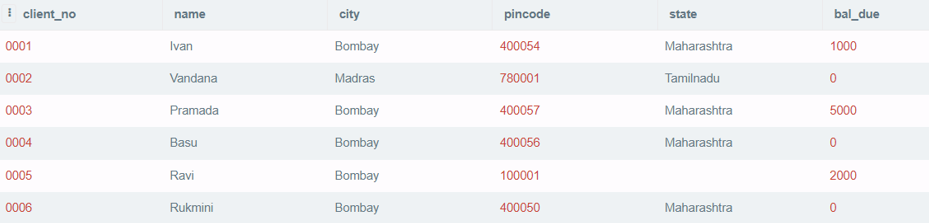 client_no name city pincode state bal_due
0001 Ivan Bombay 400054 Maharashtra 1000
0002 Vandana Madras 780001 Tamilnadu 0
0003 Pramada Bombay 400057 Maharashtra 5000
0004 Basu Bombay 400056 Maharashtra 0
0005 Ravi Bombay 100001 2000
0006 Rukmini Bombay 400050 Maharashtra 0